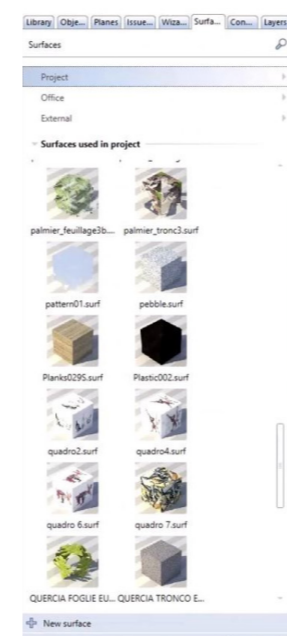 Library Obje... Planes Issue... Wiza... Surfa... Con... Layers
Surfaces
Project
Office
External
Surfaces used in project
palmier_feuillage3b... palmier_tronc3.surf
pattern01.surf pebble.surf
Planks029S.surf Plastic002.surf
quadro2.surf quadro4.surf
quadro 6.surf quadro 7.surf
QUERCIA FOGLIE EU... QUERCIA TRONCO E...
New surface